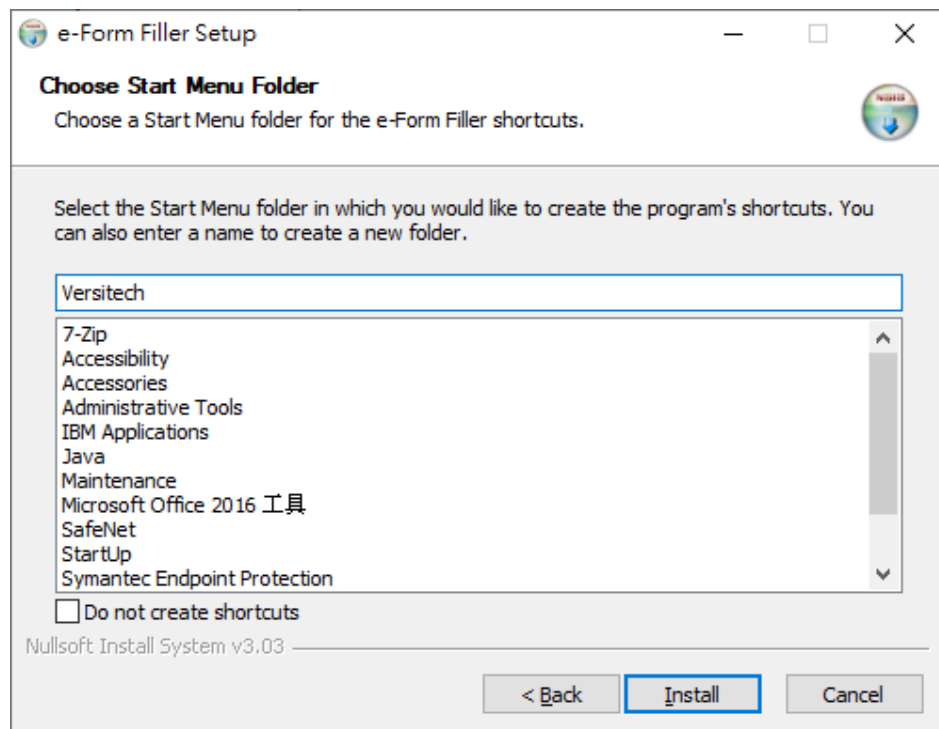 e-Form Filler Setup
Choose Start Menu Folder
Choose a Start Menu folder for the e-Form Filler shortcuts.
Select the Start Menu folder in which you would like to create the program's shortcuts. You
can also enter a name to create a new folder.
Versitech
7-Zip
Accessibility
Accessories
Administrative Tools
IBM Applications
Java
Maintenance
Microsoft Office 2016 工具
SafeNet
StartUp
Symantec Endpoint Protection
Do not create shortcuts
Nullsoft Install System v3.03
< Back
Install
Cancel